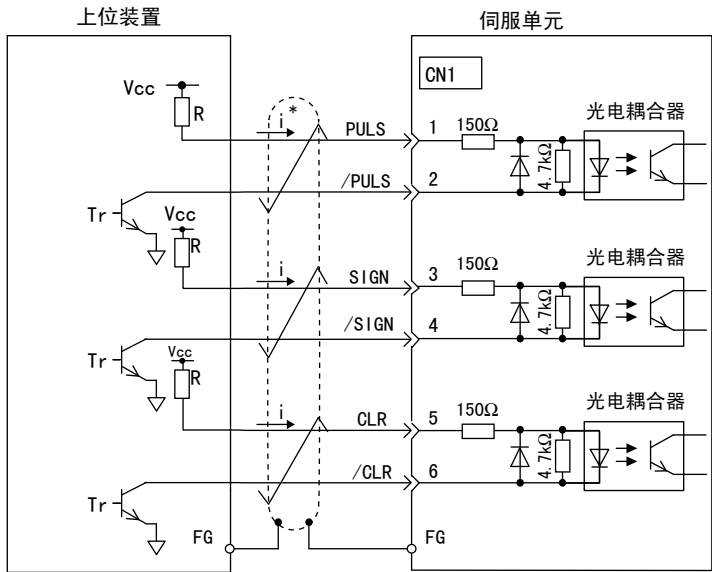 上位装置
伺服单元
CN1
Vcc
R
i
*
PULS
1
150Ω
4.7kΩ
光电耦合器
/PULS
2
Tr
Vcc
R
i
SIGN
3
150Ω
4.7kΩ
光电耦合器
/SIGN
4
Tr
Vcc
R
i
CLR
5
150Ω
4.7kΩ
光电耦合器
/CLR
6
Tr
FG
FG